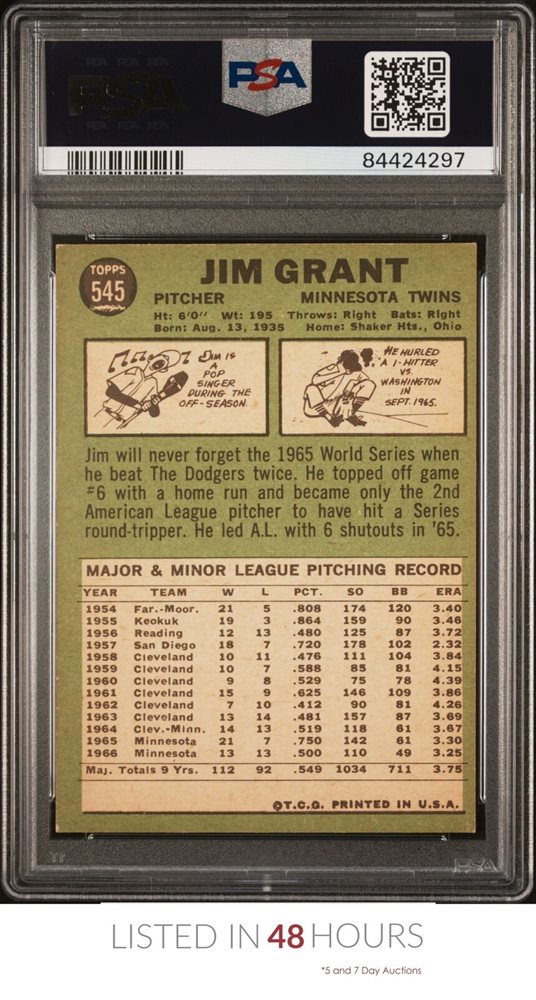 PSA PSA PSA
PSA
PSA PSA PSA
PSA
84424297
TOPPS
545
JIM GRANT
PITCHER MINNESOTA TWINS
Ht: 6'0" Wt: 195 Throws: Right Bats: Right
Born: Aug. 13, 1935 Home: Shaker Hts., Ohio
JIM IS
A
POP
SINGER
DURING THE
OFF-SEASON.
HE HURLED
A 1-HITTER
VS.
WASHINGTON
IN
SEPT. 1965.
Jim will never forget the 1965 World Series when
he beat The Dodgers twice. He topped off game
#6 with a home run and became only the 2nd
American League pitcher to have hit a Series
round-tripper. He led A.L. with 6 shutouts in '65.
MAJOR & MINOR LEAGUE PITCHING RECORD
YEAR TEAM W L PCT. SO BB ERA
1954 Far.-Moor. 21 5 .808 174 120 3.40
1955 Keokuk 19 3 .864 159 90 3.46
1956 Reading 12 13 .480 125 87 3.72
1957 San Diego 18 7 .720 178 102 2.32
1958 Cleveland 10 11 .476 111 104 3.84
1959 Cleveland 10 7 .588 85 81 4.15
1960 Cleveland 9 8 .529 75 78 4.39
1961 Cleveland 15 9 .625 146 109 3.86
1962 Cleveland 7 10 .412 90 81 4.26
1963 Cleveland 13 14 .481 157 87 3.69
1964 Clev.-Minn. 14 13 .519 118 61 3.67
1965 Minnesota 21 7 .750 142 61 3.30
1966 Minnesota 13 13 .500 110 49 3.25
Maj. Totals 9 Yrs. 112 92 .549 1034 711 3.75
©T.C.G. PRINTED IN U.S.A.
PSA
LISTED IN 48 HOURS
*5 and 7 Day Auctions